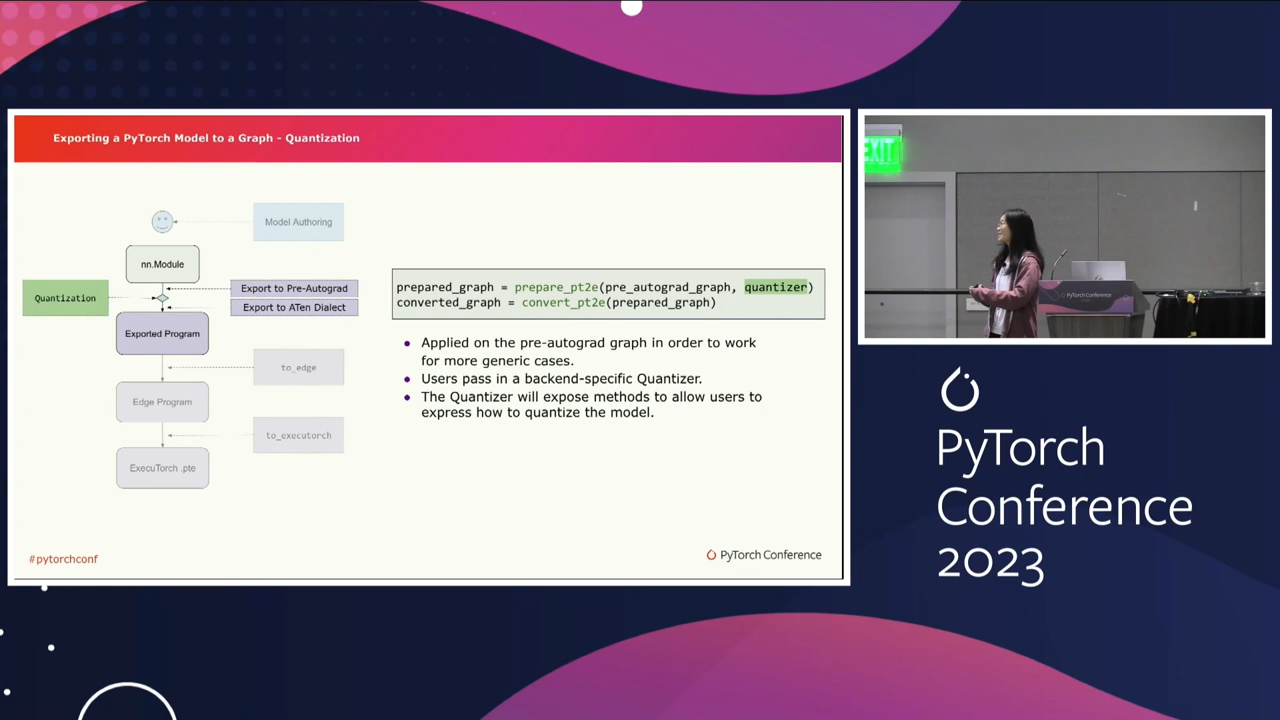 Exporting a PyTorch Model to a Graph - Quantization
Model Authoring
nn.Module
Quantization
Export to Pre-Autograd
Export to ATen Dialect
Exported Program
to_edge
Edge Program
to_executorch
ExecuTorch .pte
prepared_graph = prepare_pt2e(pre_autograd_graph, quantizer)
converted_graph = convert_pt2e(prepared_graph)
• Applied on the pre-autograd graph in order to work
for more generic cases.
• Users pass in a backend-specific Quantizer.
• The Quantizer will expose methods to allow users to
express how to quantize the model.
#pytorchconf
PyTorch Conference
EXIT
PyTorch Conference
PyTorch
Conference
2023